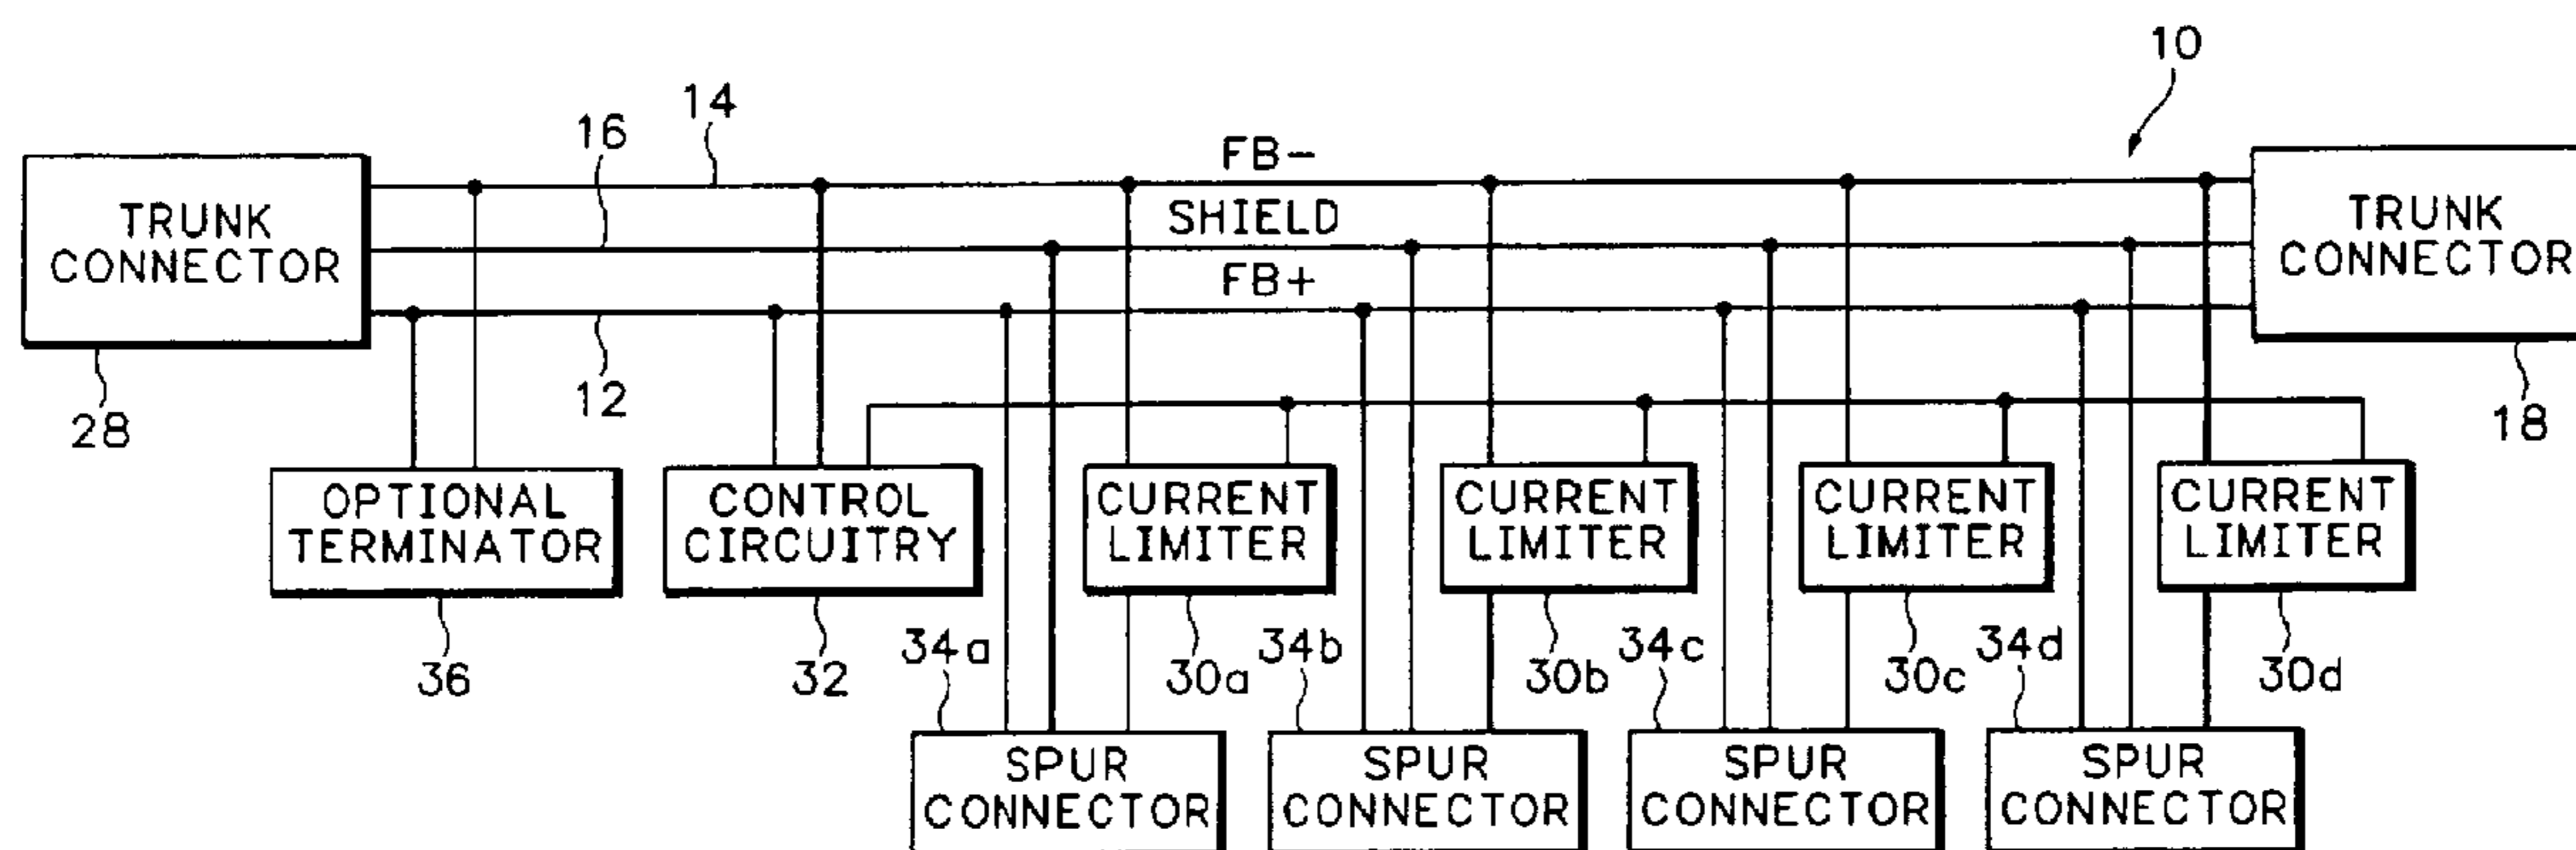 10
14
16
FB-
TRUNK
CONNECTOR
SHIELD
TRUNK
CONNECTOR
FB+
12
28
18
OPTIONAL
TERMINATOR
CONTROL
CIRCUITRY
CURRENT
LIMITER
CURRENT
LIMITER
CURRENT
LIMITER
CURRENT
LIMITER
36
32
34a
30a
34b
30b
34c
30c
34d
30d
SPUR
CONNECTOR
SPUR
CONNECTOR
SPUR
CONNECTOR
SPUR
CONNECTOR